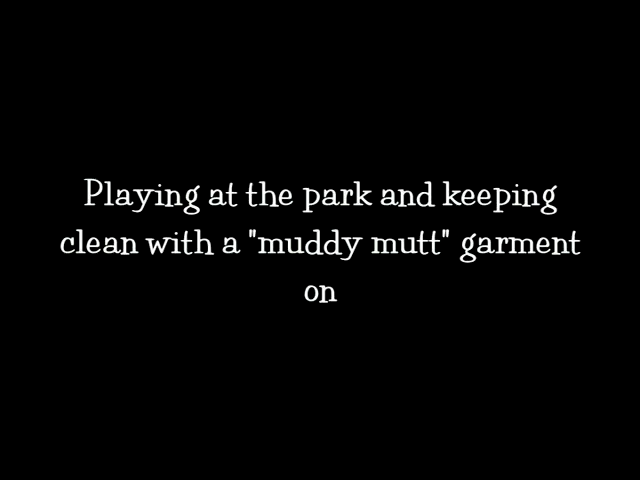 Playing at the park and keeping
clean with a "muddy mutt" garment
on